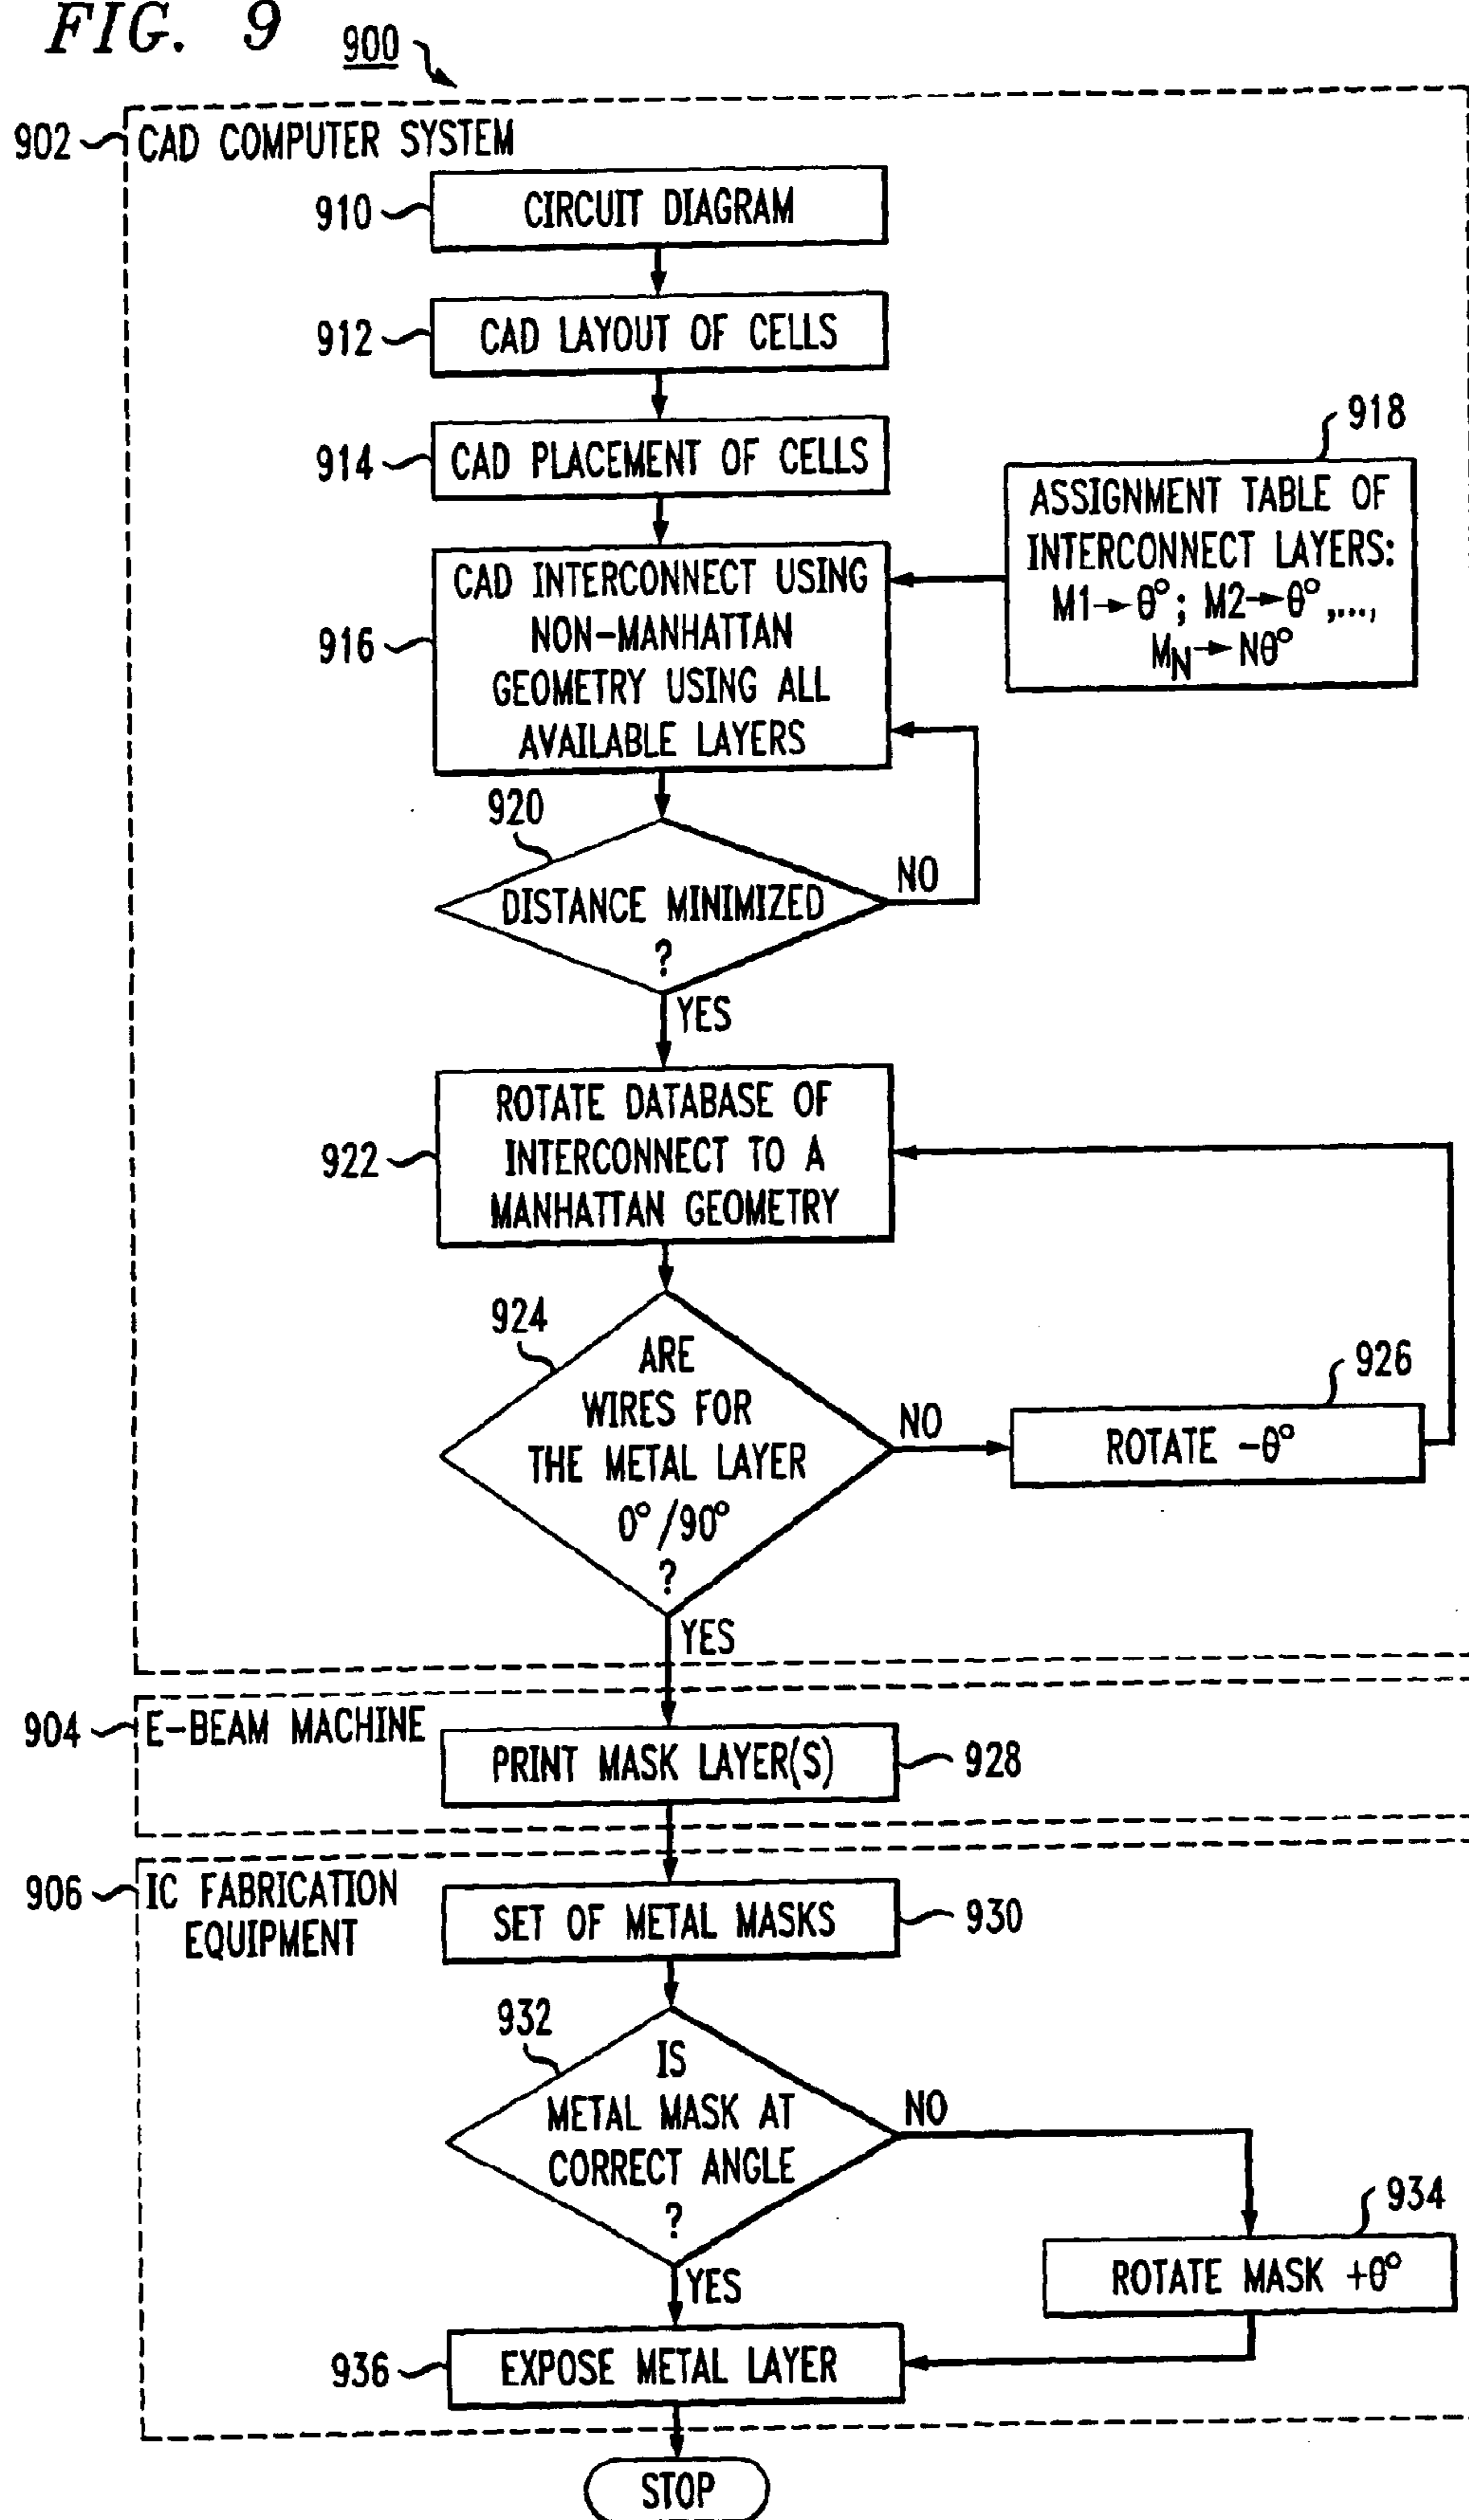 FIG. 9
900
902
CAD COMPUTER SYSTEM
910
CIRCUIT DIAGRAM
912
CAD LAYOUT OF CELLS
914
CAD PLACEMENT OF CELLS
918
ASSIGNMENT TABLE OF
INTERCONNECT LAYERS:
M1→θ°; M2→θ°,...,
MN→Nθ°
916
CAD INTERCONNECT USING
NON-MANHATTAN
GEOMETRY USING ALL
AVAILABLE LAYERS
920
DISTANCE MINIMIZED
?
NO
YES
922
ROTATE DATABASE OF
INTERCONNECT TO A
MANHATTAN GEOMETRY
924
ARE
WIRES FOR
THE METAL LAYER
0°/90°
?
NO
926
ROTATE -θ°
YES
904
E-BEAM MACHINE
PRINT MASK LAYER(S)
928
906
IC FABRICATION
EQUIPMENT
SET OF METAL MASKS
930
932
IS
METAL MASK AT
CORRECT ANGLE
?
NO
934
ROTATE MASK +θ°
YES
936
EXPOSE METAL LAYER
STOP